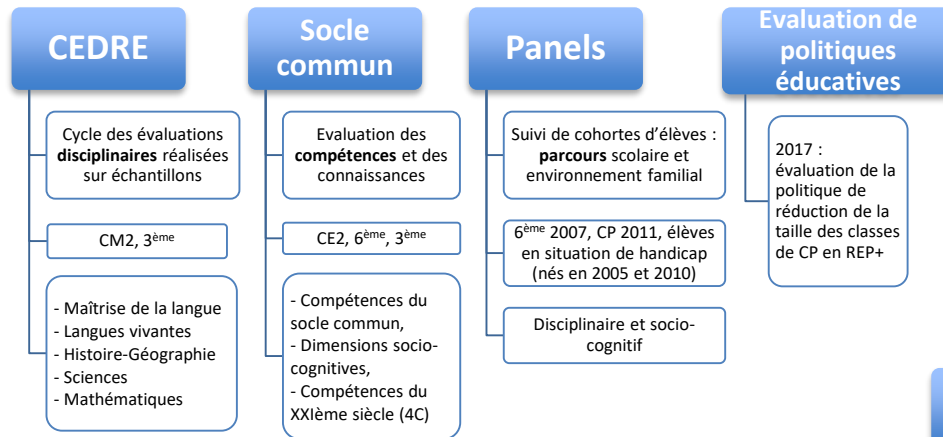 CEDRE
Cycle des évaluations
disciplinaires réalisées
sur échantillons
CM2, 3ème
- Maîtrise de la langue
- Langues vivantes
- Histoire-Géographie
- Sciences
- Mathématiques
Socle
commun
Evaluation des
compétences et des
connaissances
CE2, 6ème, 3ème
- Compétences du
socle commun,
- Dimensions socio-
cognitives,
- Compétences du
XXIème siècle (4C)
Panels
Suivi de cohortes d'élèves :
parcours scolaire et
environnement familial
6ème 2007, CP 2011, élèves
en situation de handicap
(nés en 2005 et 2010)
Disciplinaire et socio-
cognitif
Evaluation de
politiques
éducatives
2017 :
évaluation de la
politique de
réduction de la
taille des classes
de CP en REP+